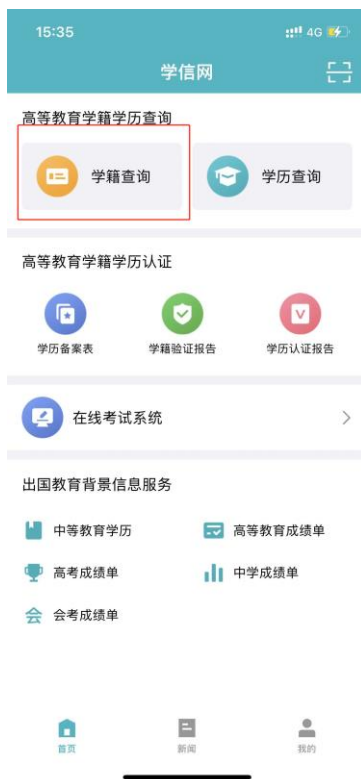 15:35 4G
学信网
高等教育学籍学历查询
学籍查询 学历查询
高等教育学籍学历认证
学历备案表 学籍验证报告 学历认证报告
在线考试系统
出国教育背景信息服务
中等教育学历 高等教育成绩单
高考成绩单 中学成绩单
会 会考成绩单
首页 新闻 我的